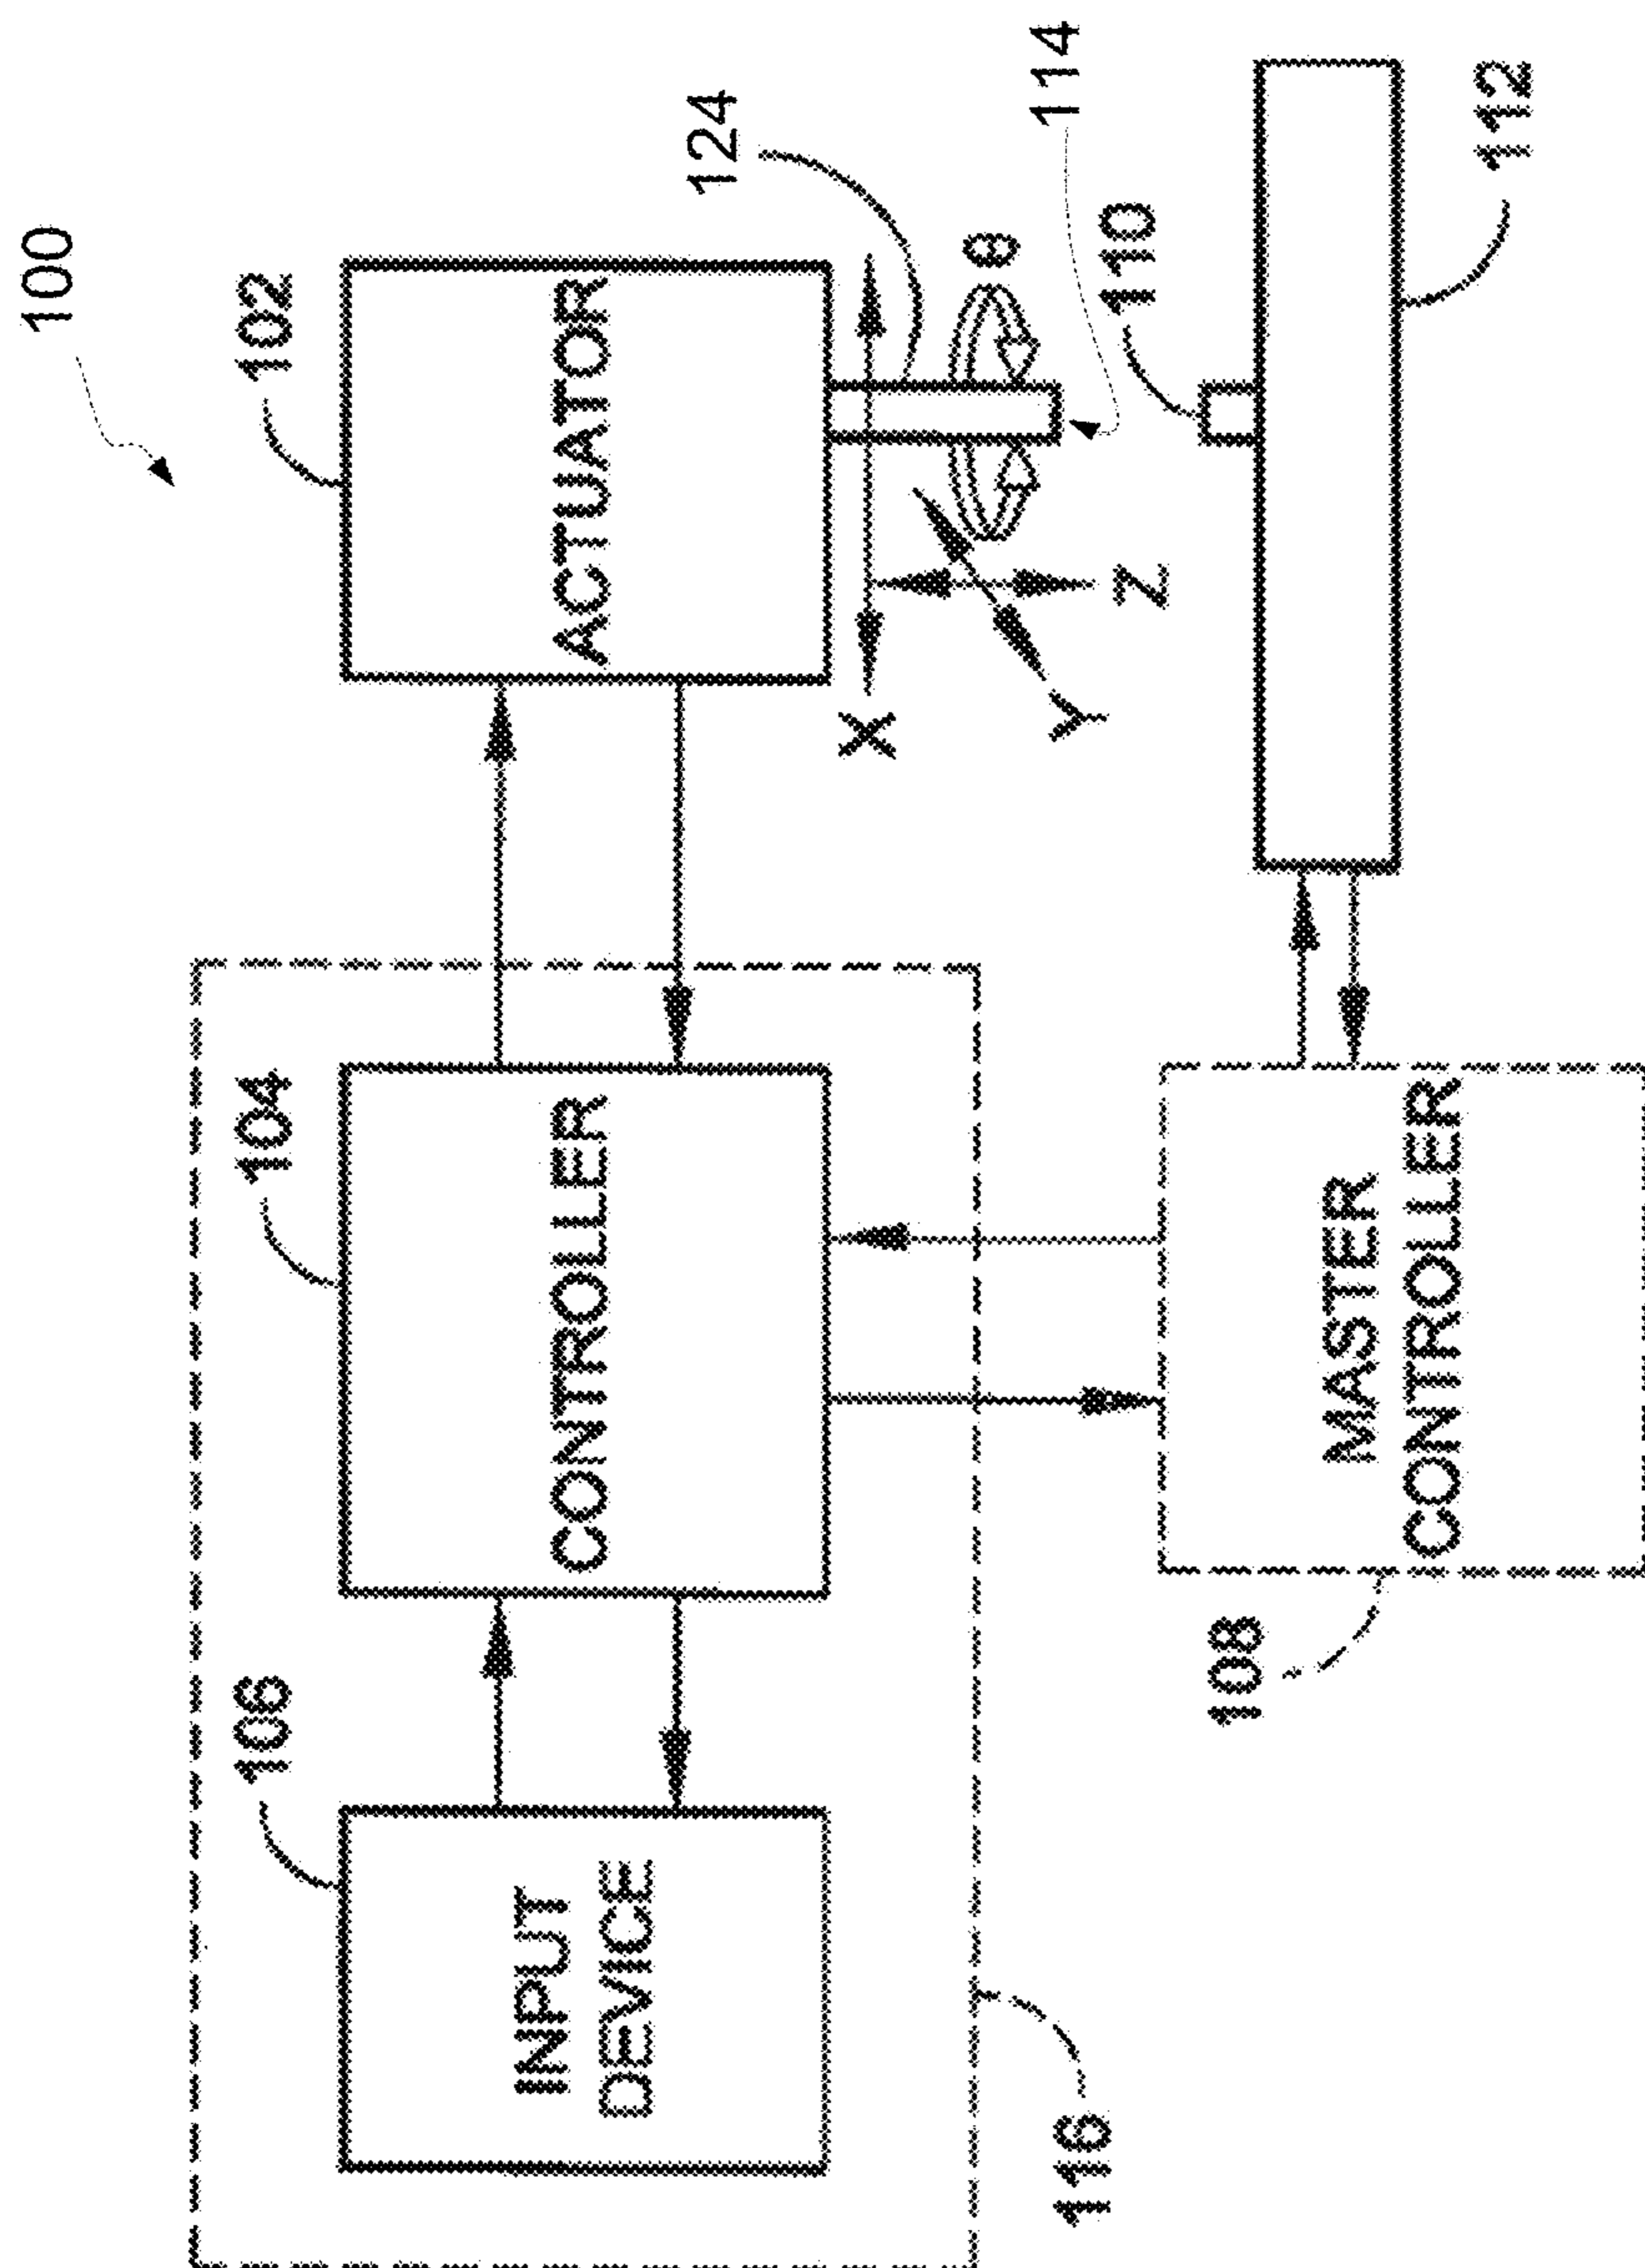 100
106
104
102
INPUT
DEVICE
CONTROLLER
ACTUATOR
124
X
Y
Z
θ
114
116
108
MASTER
CONTROLLER
110
112